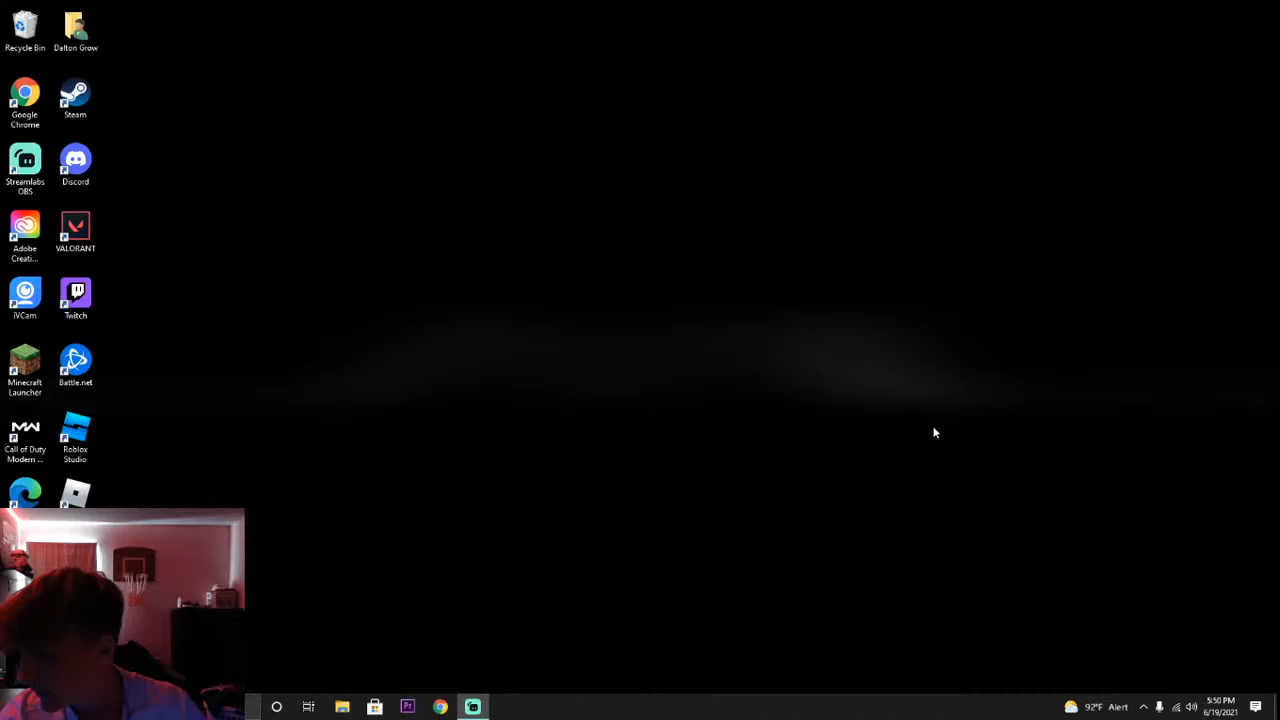 Recycle Bin
Dalton Grow
Google
Chrome
Steam
Streamlabs
OBS
Discord
Adobe
Creati...
VALORANT
iVCam
Twitch
Minecraft
Launcher
Battle.net
Call of Duty
Modern ...
Roblox
Studio
Pr
92°F Alert
5:50 PM
6/19/2021